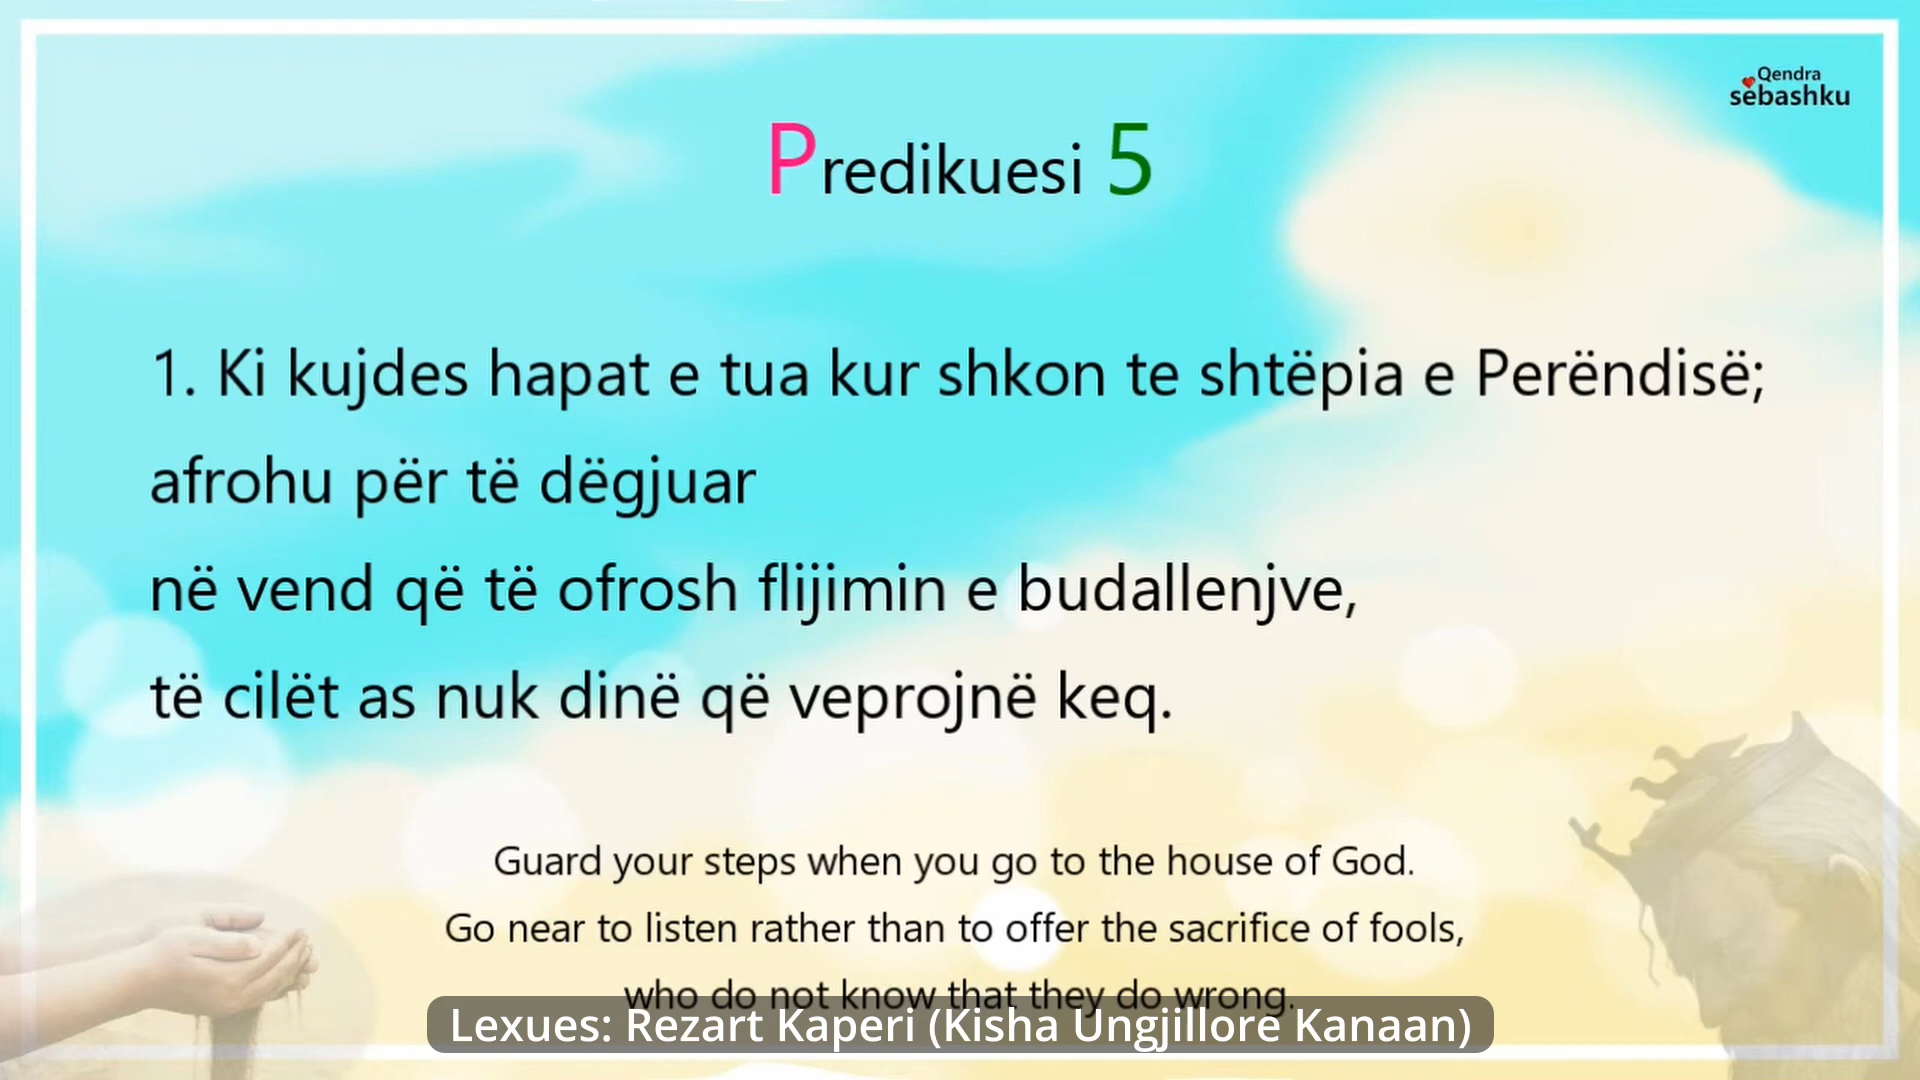 Qendra
sëbashku
Predikuesi 5
1. Ki kujdes hapat e tua kur shkon te shtëpia e Perëndisë;
afrohu për të dëgjuar
në vend që të ofrosh flijimin e budallenjve,
të cilët as nuk dinë që veprojnë keq.
Guard your steps when you go to the house of God.
Go near to listen rather than to offer the sacrifice of fools,
who do not know that they do wrong.
Lexues: Rezart Kaperi (Kisha Ungjillore Kanaan)